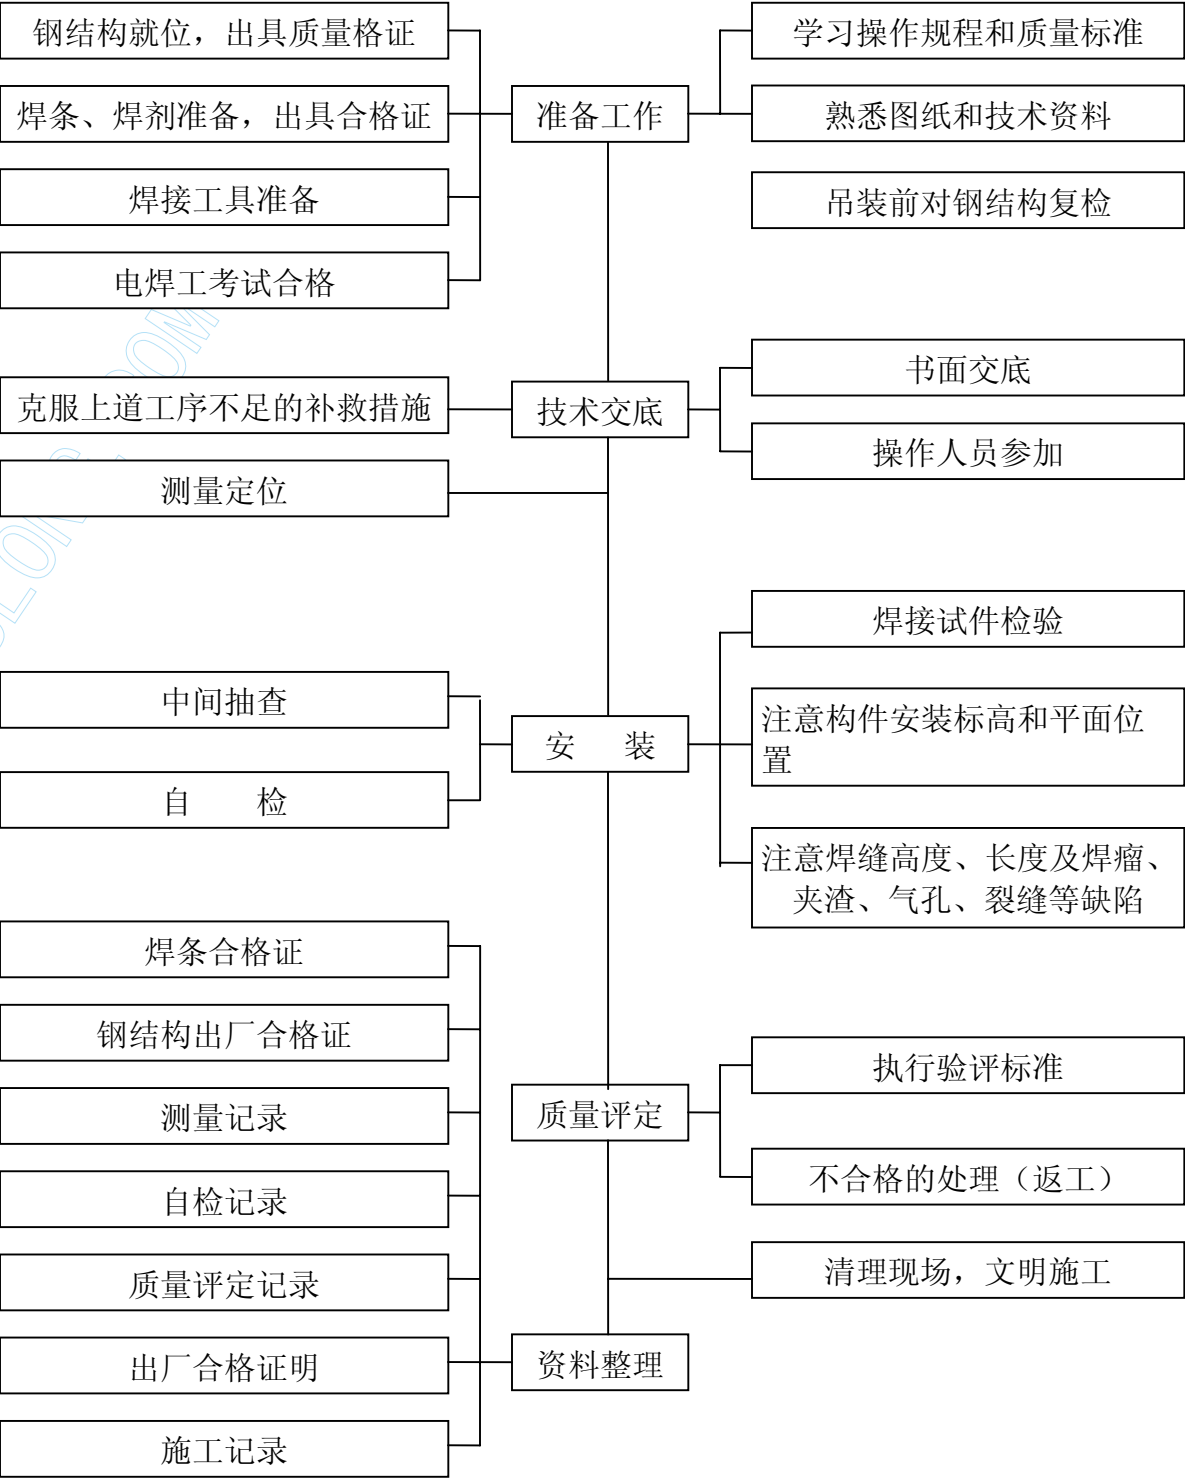 钢结构就位，出具质量格证
学习操作规程和质量标准
焊条、焊剂准备，出具合格证
准备工作
熟悉图纸和技术资料
焊接工具准备
吊装前对钢结构复检
电焊工考试合格
书面交底
克服上道工序不足的补救措施
技术交底
操作人员参加
测量定位
焊接试件检验
中间抽查
注意构件安装标高和平面位
置
安 装
自 检
注意焊缝高度、长度及焊瘤、
夹渣、气孔、裂缝等缺陷
焊条合格证
钢结构出厂合格证
执行验评标准
测量记录
质量评定
不合格的处理（返工）
自检记录
清理现场，文明施工
质量评定记录
出厂合格证明
资料整理
施工记录